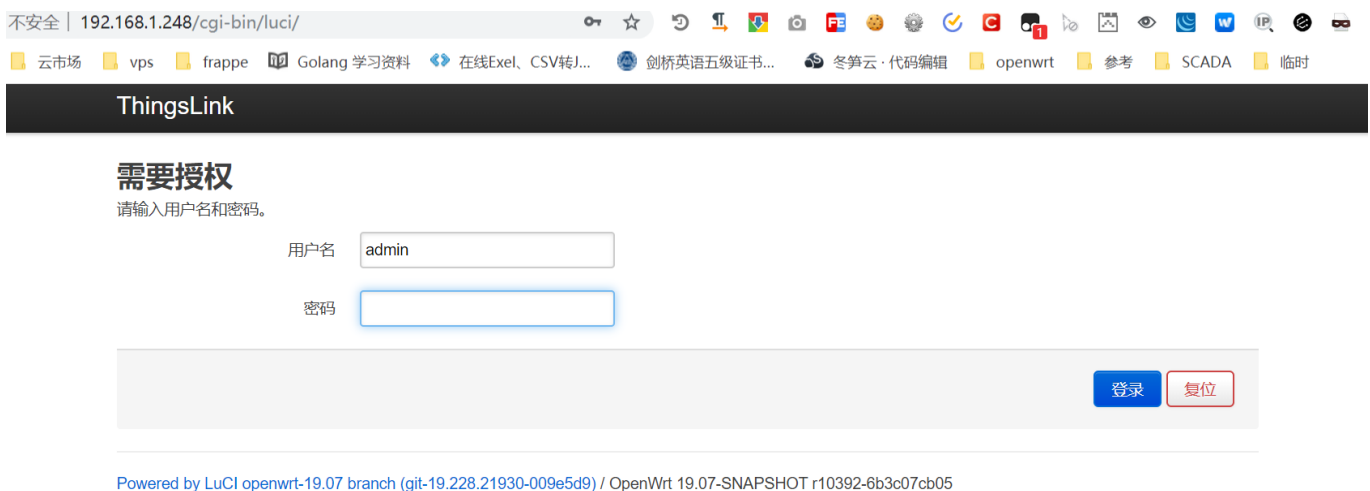 不安全 | 192.168.1.248/cgi-bin/luci/
云市场 vps frappe Golang 学习资料 在线Exel、CSV转J... 剑桥英语五级证书... 冬笋云·代码编辑 openwrt 参考 SCADA 临时
ThingsLink
需要授权
请输入用户名和密码。
用户名 admin
密码
登录 复位
Powered by LuCI openwrt-19.07 branch (git-19.228.21930-009e5d9) / OpenWrt 19.07-SNAPSHOT r10392-6b3c07cb05